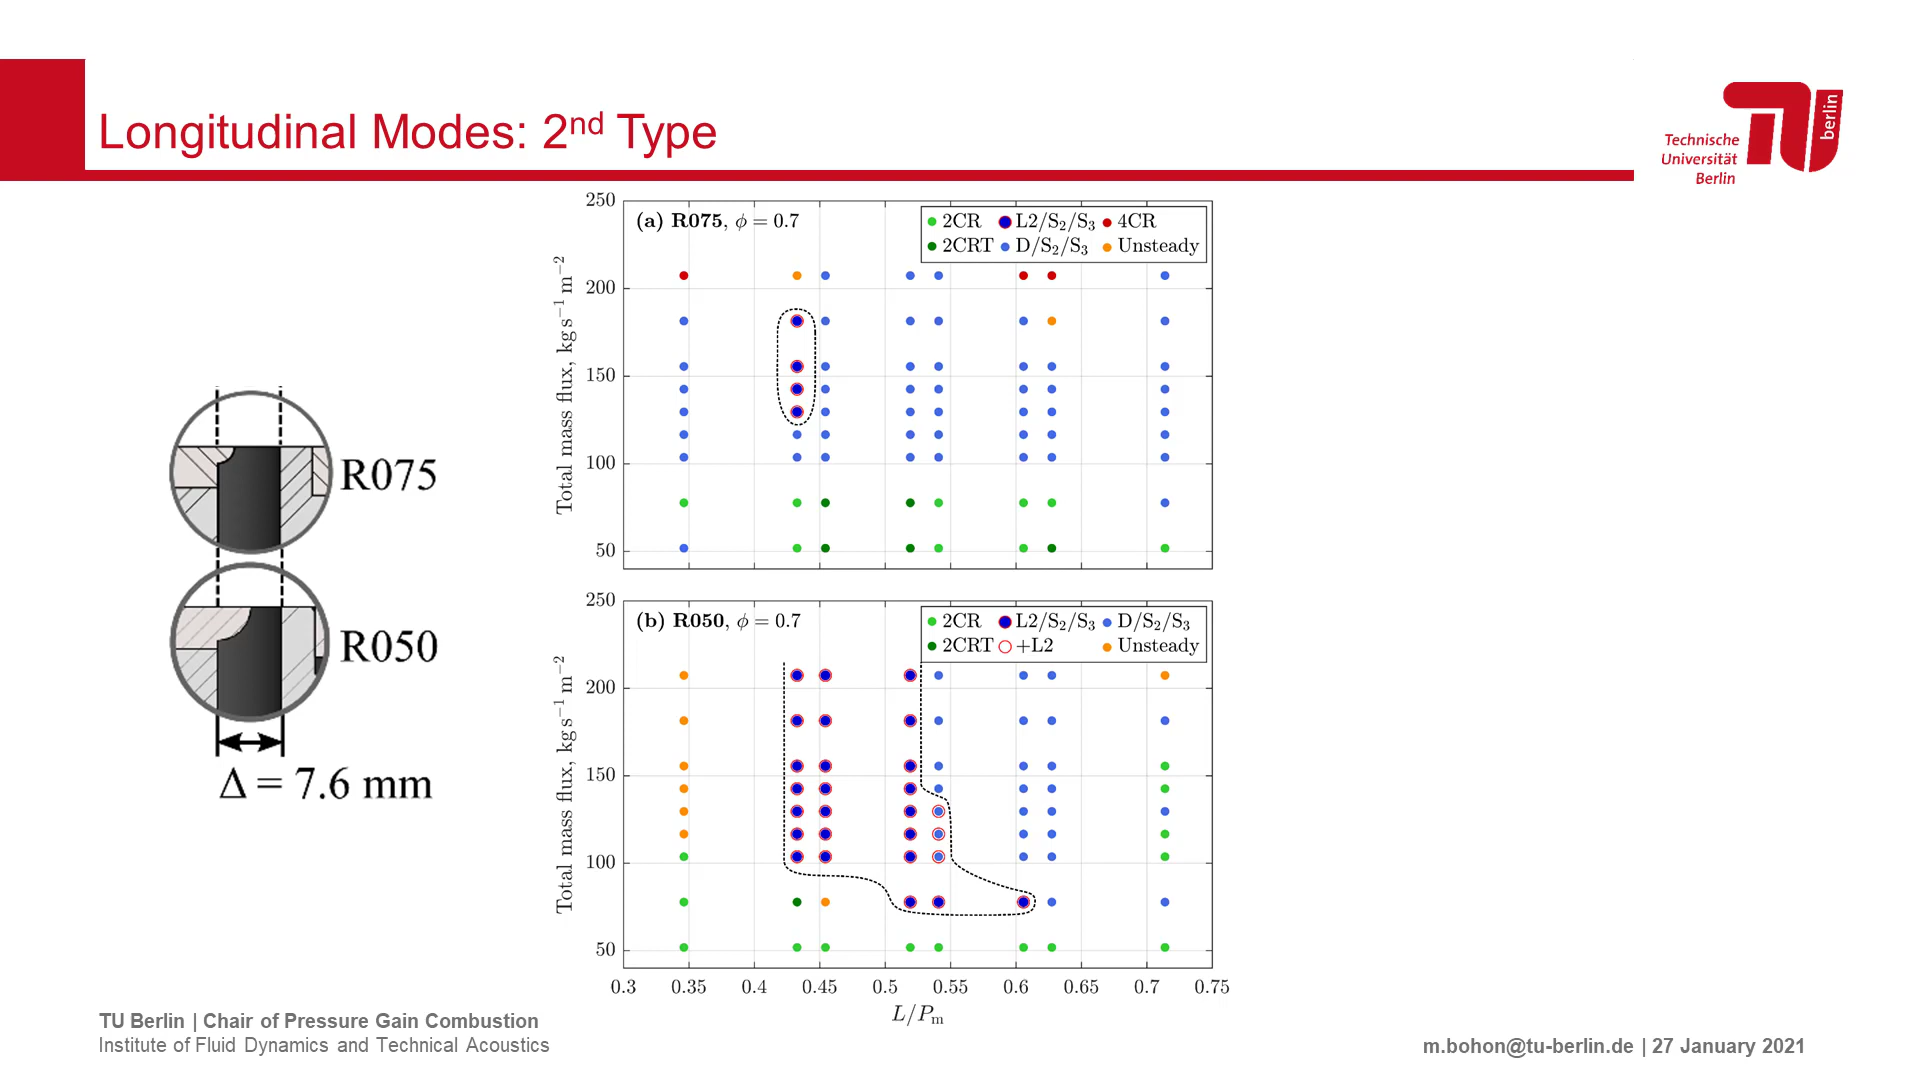 Longitudinal Modes: 2nd Type
Technische
Universität
Berlin
berlin
R075
R050
Δ = 7.6 mm
(a) R075, ϕ = 0.7
2CR L2/S2/S3 4CR
2CRT D/S2/S3 Unsteady
250
200
150
100
50
Total mass flux, kg s−1 m−2
(b) R050, ϕ = 0.7
2CR L2/S2/S3 D/S2/S3
2CRT +L2 Unsteady
250
200
150
100
50
Total mass flux, kg s−1 m−2
0.3 0.35 0.4 0.45 0.5 0.55 0.6 0.65 0.7 0.75
L/Pm
TU Berlin | Chair of Pressure Gain Combustion
Institute of Fluid Dynamics and Technical Acoustics
m.bohon@tu-berlin.de | 27 January 2021